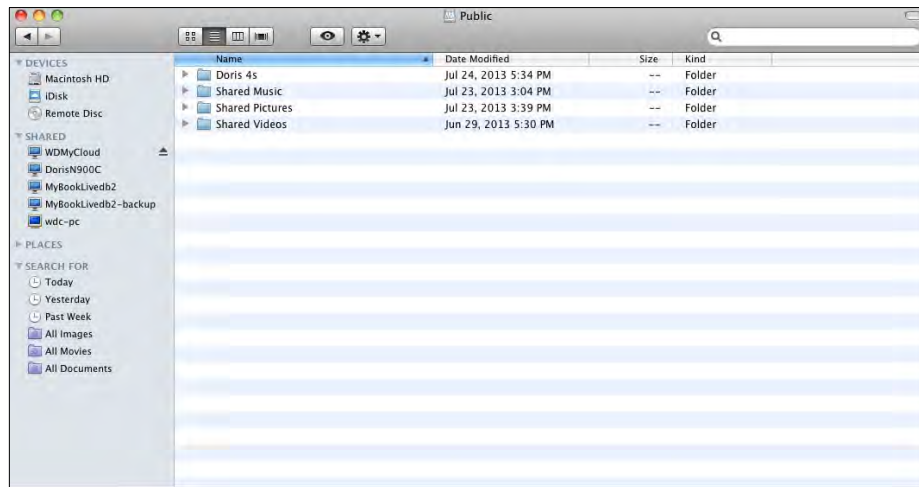 Public
DEVICES
Macintosh HD
iDisk
Remote Disc
SHARED
WDMyCloud
DorisN900C
MyBookLivedb2
MyBookLivedb2-backup
wdc-pc
PLACES
SEARCH FOR
Today
Yesterday
Past Week
All Images
All Movies
All Documents
Name Date Modified Size Kind
Doris 4s Jul 24, 2013 5:34 PM -- Folder
Shared Music Jul 23, 2013 3:04 PM -- Folder
Shared Pictures Jul 23, 2013 3:39 PM -- Folder
Shared Videos Jun 29, 2013 5:30 PM -- Folder